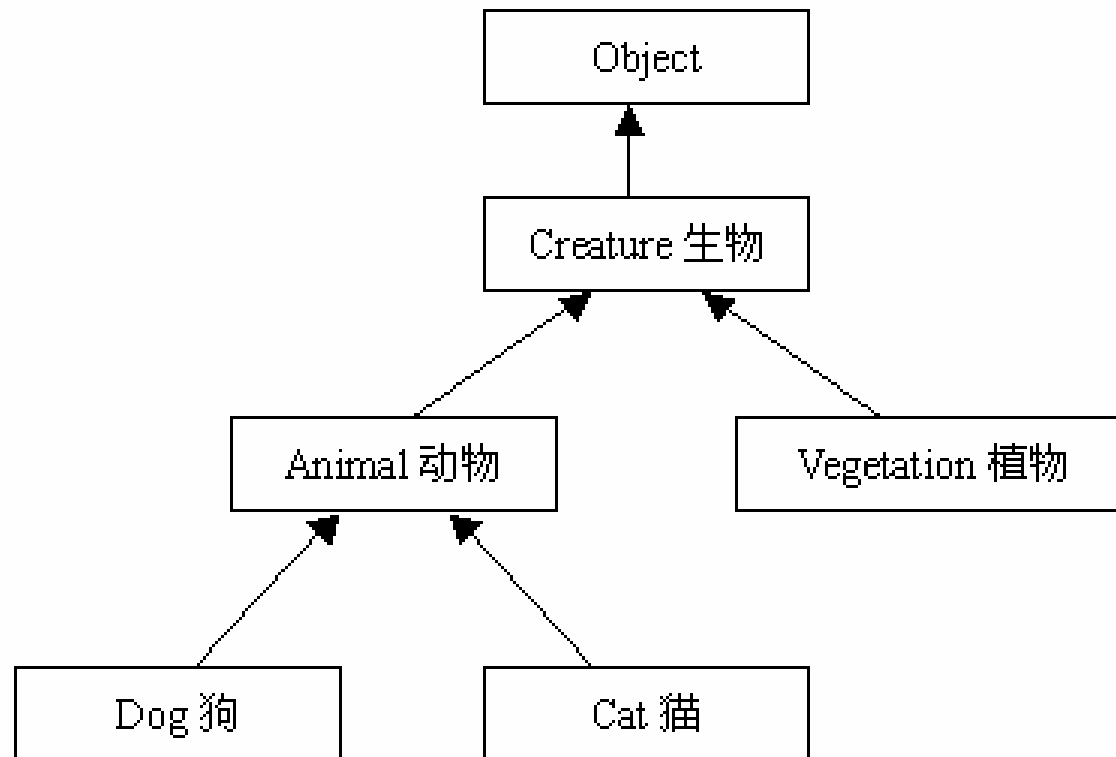 Object
Creature 生物
Animal 动物
Vegetation 植物
Dog 狗
Cat 猫